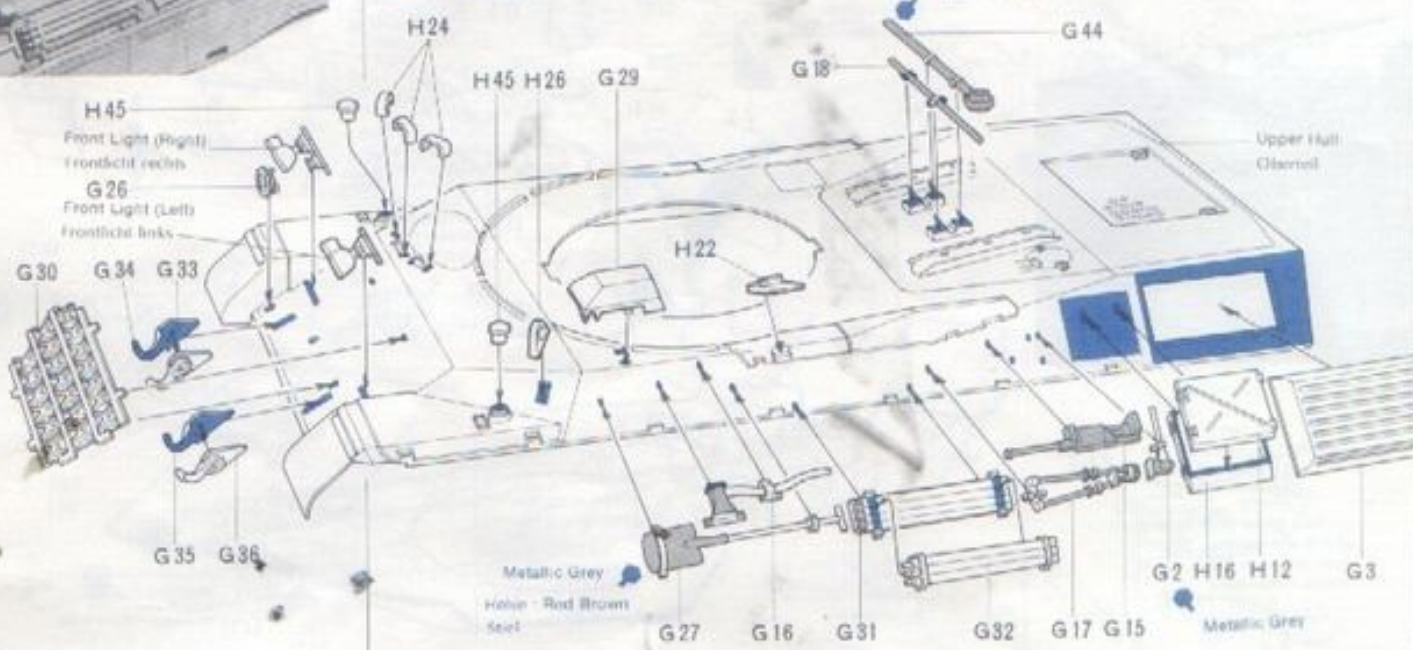 H24
G44
G18
H45
H45 H26 G29
Front Light (Right)
Frontlicht rechts
Upper Hull
Oberteil
G26
Front Light (Left)
Frontlicht links
H22
G30 G34 G33
G35 G36
Metallic Grey
Red Brown
G2 H16 H12 G3
Metallic Grey
G27 G16 G31 G32 G17 G15